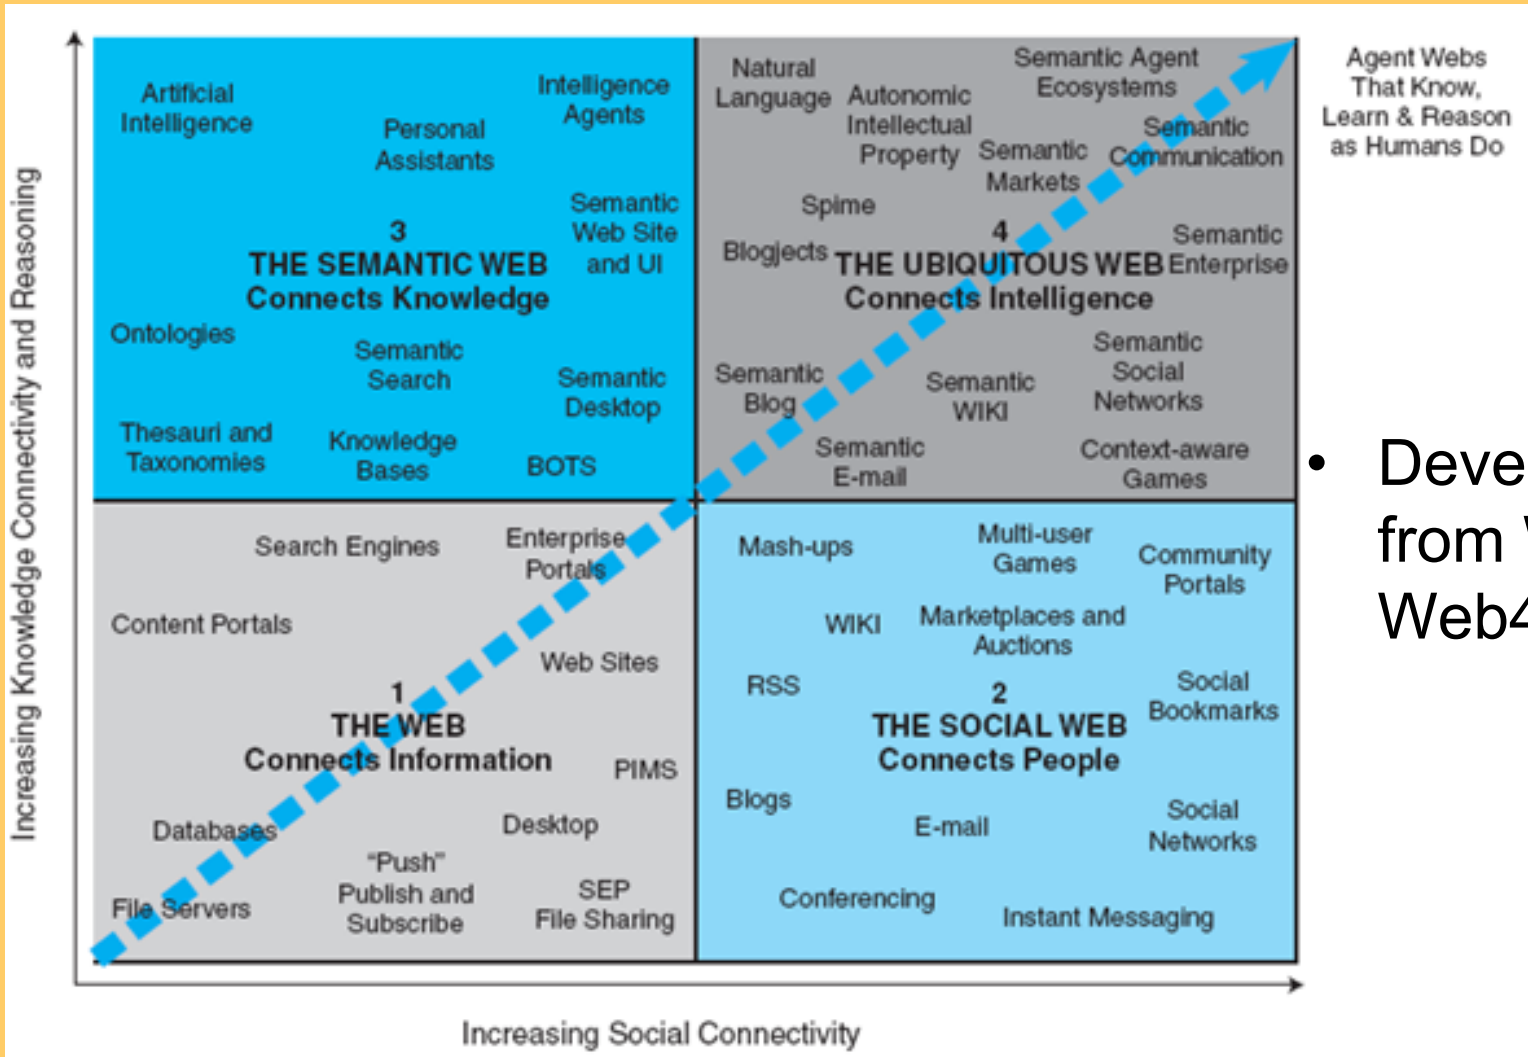 Increasing Knowledge Connectivity and Reasoning
Artificial
Intelligence
Personal
Assistants
Intelligence
Agents
Semantic
Web Site
and UI
3
THE SEMANTIC WEB
Connects Knowledge
Ontologies
Semantic
Search
Semantic
Desktop
Thesauri and
Taxonomies
Knowledge
Bases
BOTS
Natural
Language
Autonomic
Intellectual
Property
Semantic Agent
Ecosystems
Semantic
Markets
Semantic
Communication
Spime
Blogjects
4
THE UBIQUITOUS WEB
Connects Intelligence
Semantic
Enterprise
Semantic
Blog
Semantic
WIKI
Semantic
Social
Networks
Semantic
E-mail
Context-aware
Games
Agent Webs
That Know,
Learn & Reason
as Humans Do
Search Engines
Enterprise
Portals
Content Portals
Web Sites
1
THE WEB
Connects Information
PIMS
Databases
Desktop
“Push”
Publish and
Subscribe
File Servers
SEP
File Sharing
Mash-ups
Multi-user
Games
Community
Portals
WIKI
Marketplaces and
Auctions
RSS
2
THE SOCIAL WEB
Connects People
Social
Bookmarks
Blogs
E-mail
Social
Networks
Conferencing
Instant Messaging
Increasing Social Connectivity
• Deve
from
Web4